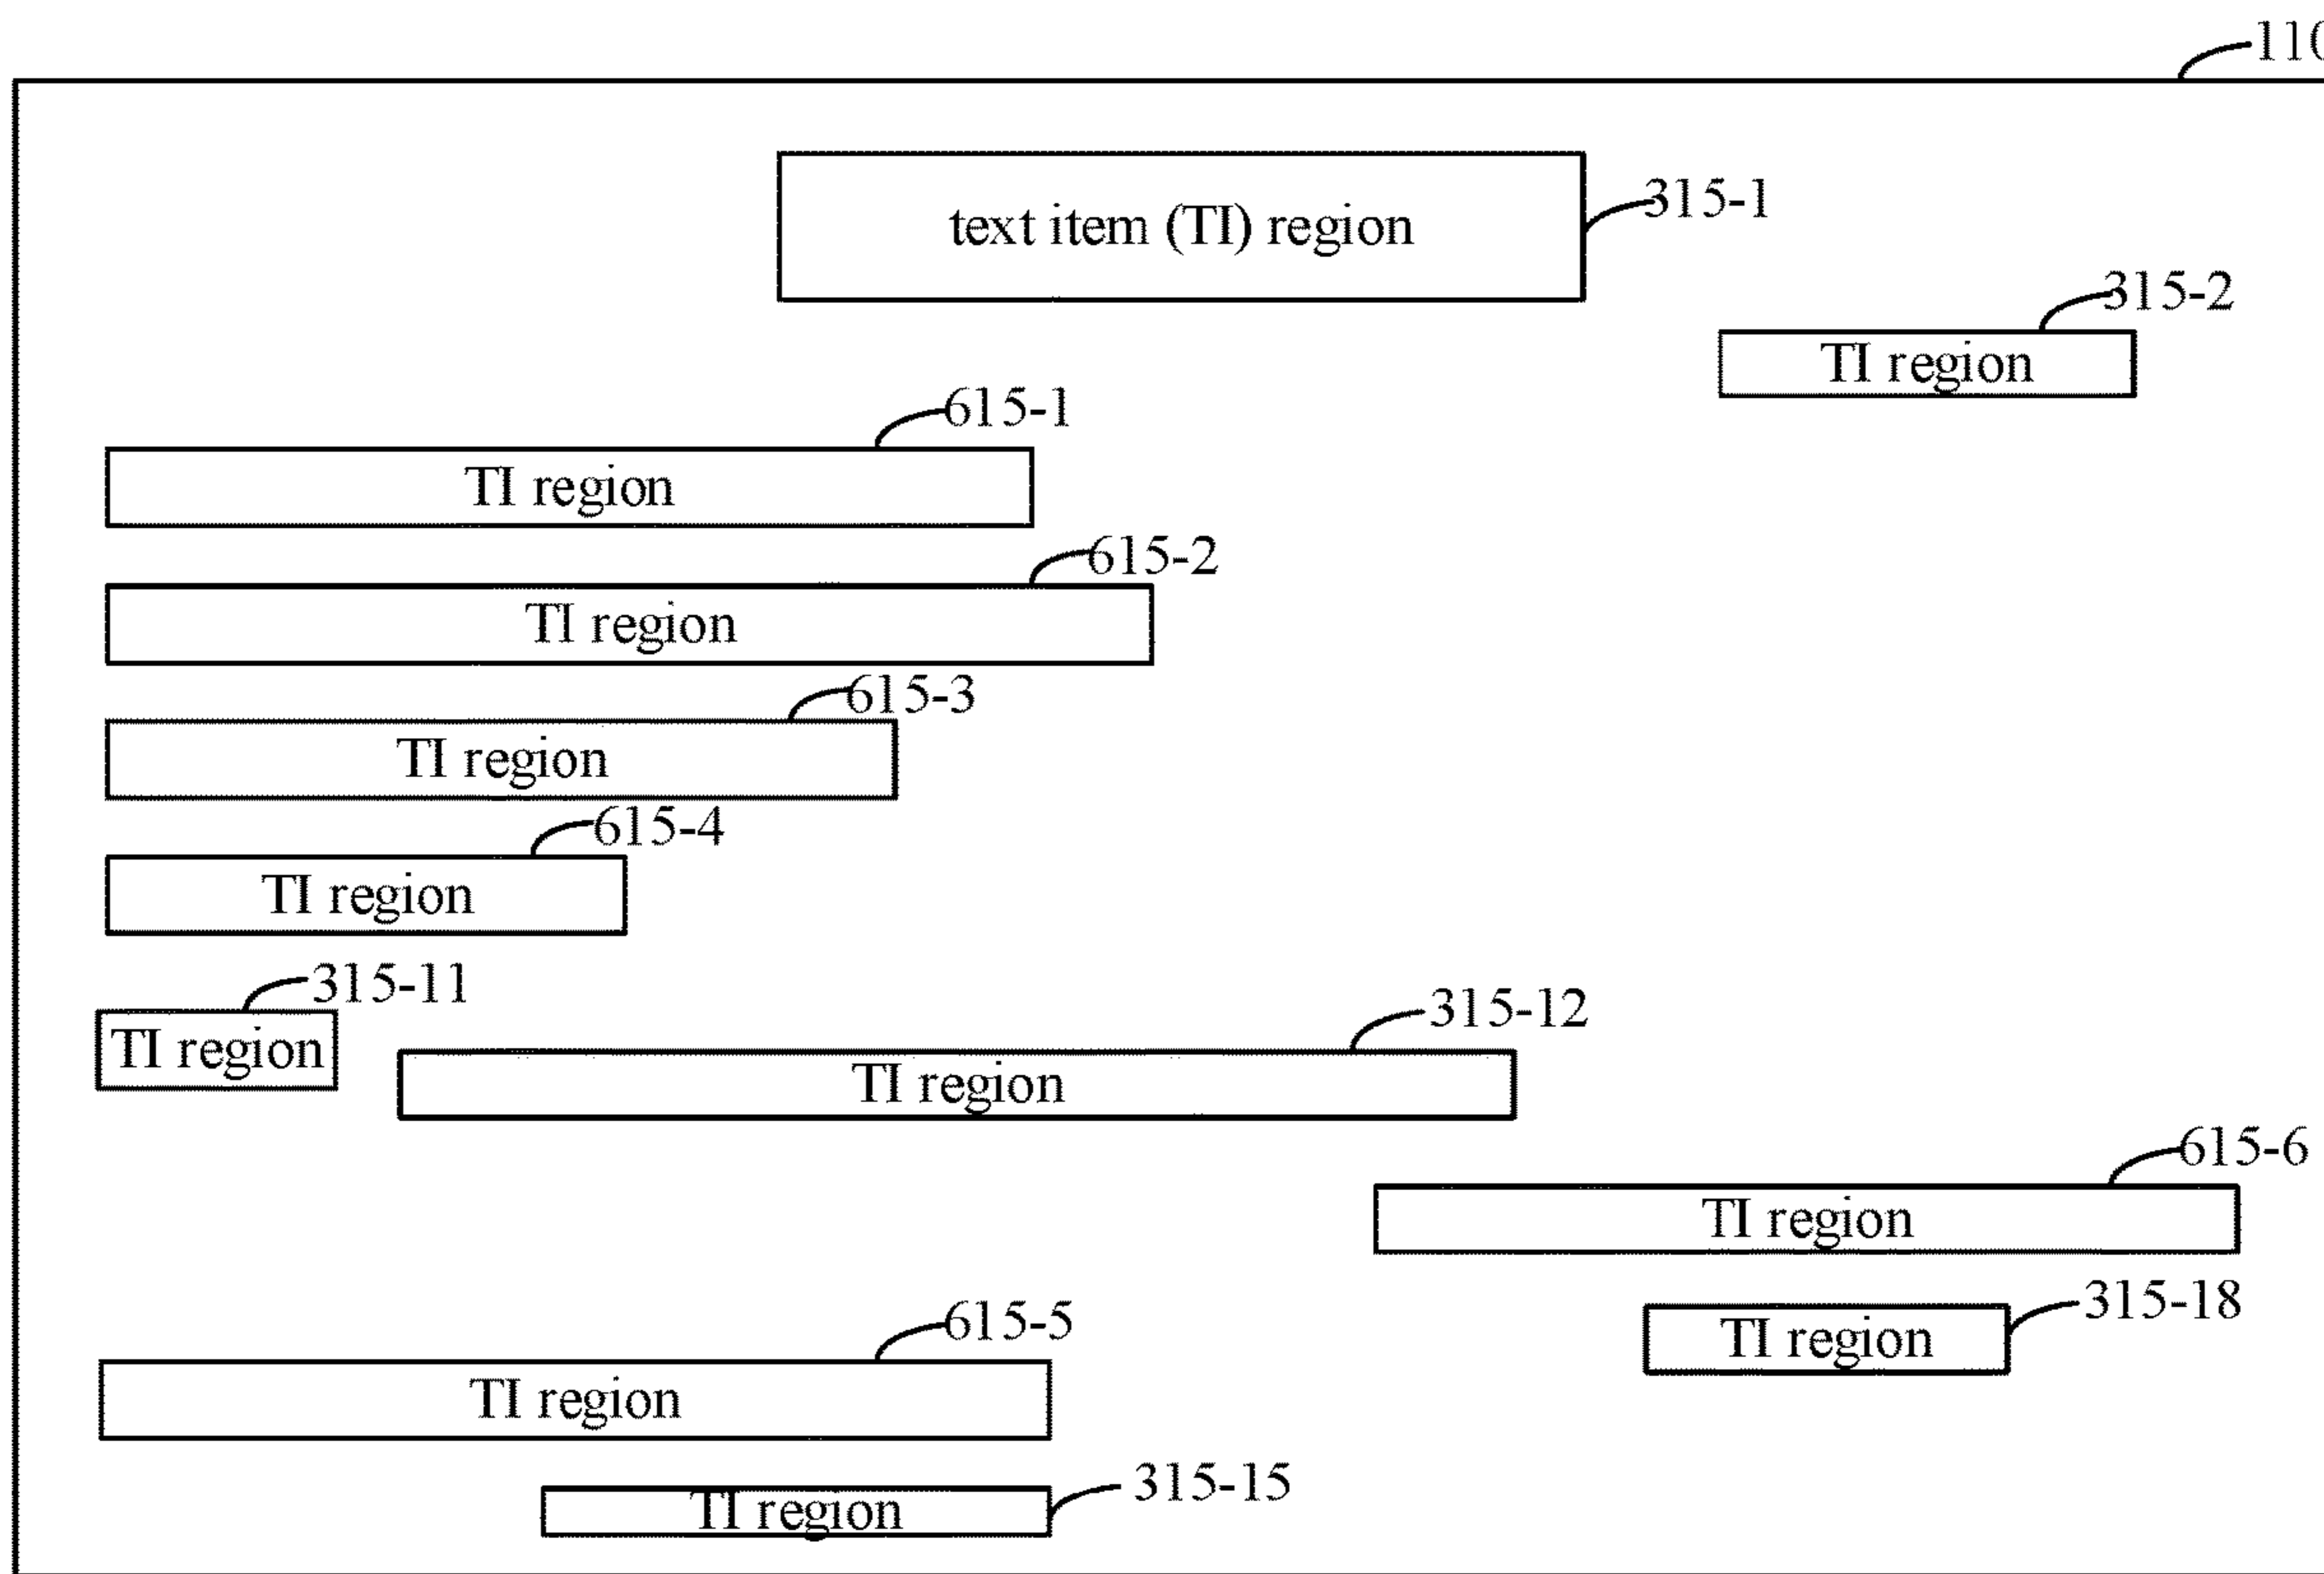 110
text item (TI) region
315-1
315-2
TI region
615-1
TI region
615-2
TI region
615-3
TI region
615-4
TI region
315-11
TI region
315-12
TI region
615-6
TI region
315-18
TI region
615-5
TI region
315-15
TI region